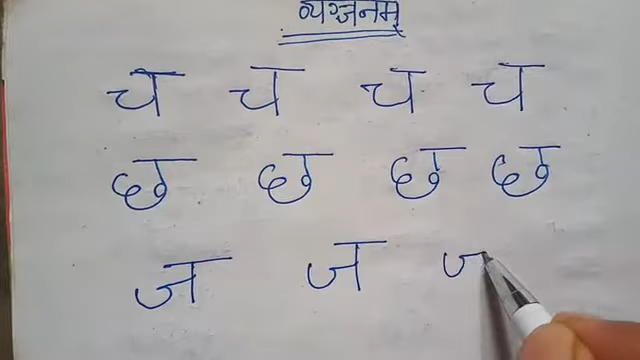 व्यञ्जनम्
च च च च
छ छ छ छ
ज ज